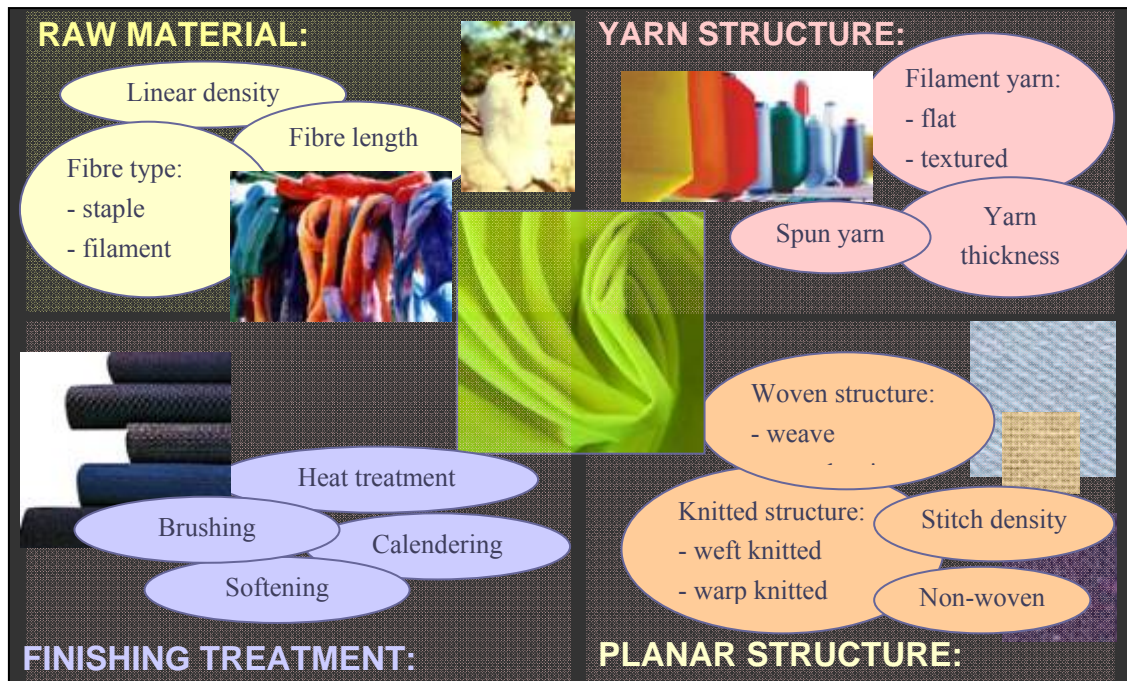 RAW MATERIAL:
Linear density
Fibre length
Fibre type:
- staple
- filament
YARN STRUCTURE:
Filament yarn:
- flat
- textured
Spun yarn
Yarn
thickness
Heat treatment
Brushing
Calendering
Softening
FINISHING TREATMENT:
Woven structure:
- weave
Knitted structure:
- weft knitted
- warp knitted
Stitch density
Non-woven
PLANAR STRUCTURE: